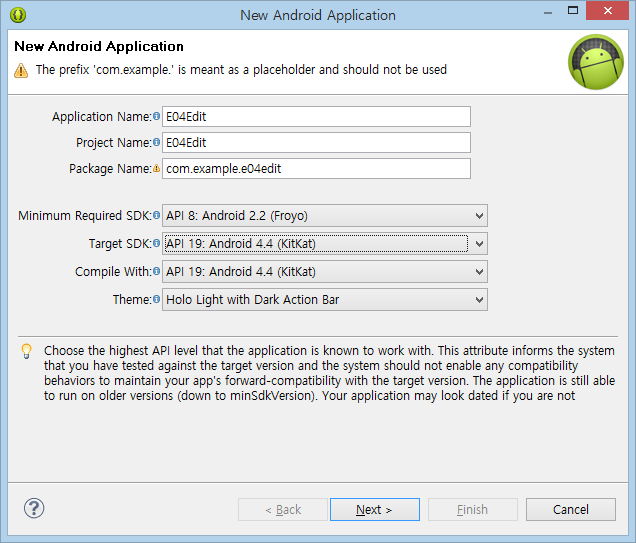 New Android Application
New Android Application
The prefix 'com.example.' is meant as a placeholder and should not be used
Application Name: E04Edit
Project Name: E04Edit
Package Name: com.example.e04edit
Minimum Required SDK: API 8: Android 2.2 (Froyo)
Target SDK: API 19: Android 4.4 (KitKat)
Compile With: API 19: Android 4.4 (KitKat)
Theme: Holo Light with Dark Action Bar
Choose the highest API level that the application is known to work with. This attribute informs the system
that you have tested against the target version and the system should not enable any compatibility
behaviors to maintain your app's forward-compatibility with the target version. The application is still able
to run on older versions (down to minSdkVersion). Your application may look dated if you are not
? < Back Next > Finish Cancel